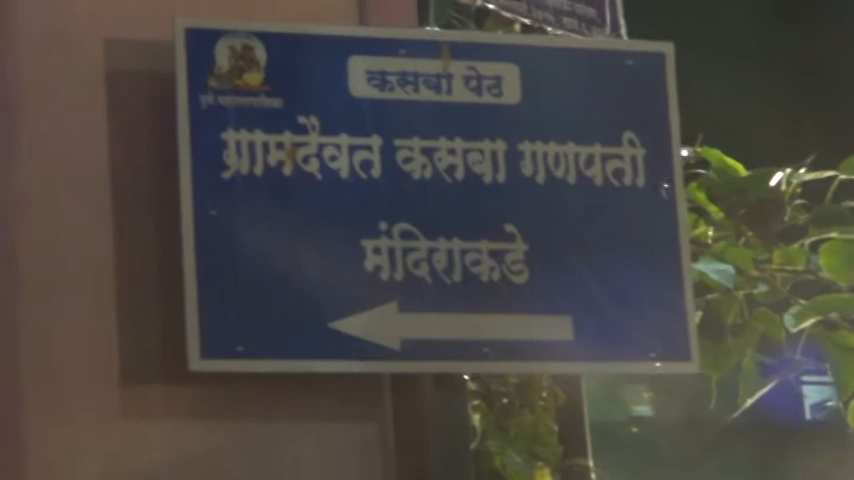 कसबा पेठ
ग्रामदैवत कसबा गणपती
मंदिराकडे